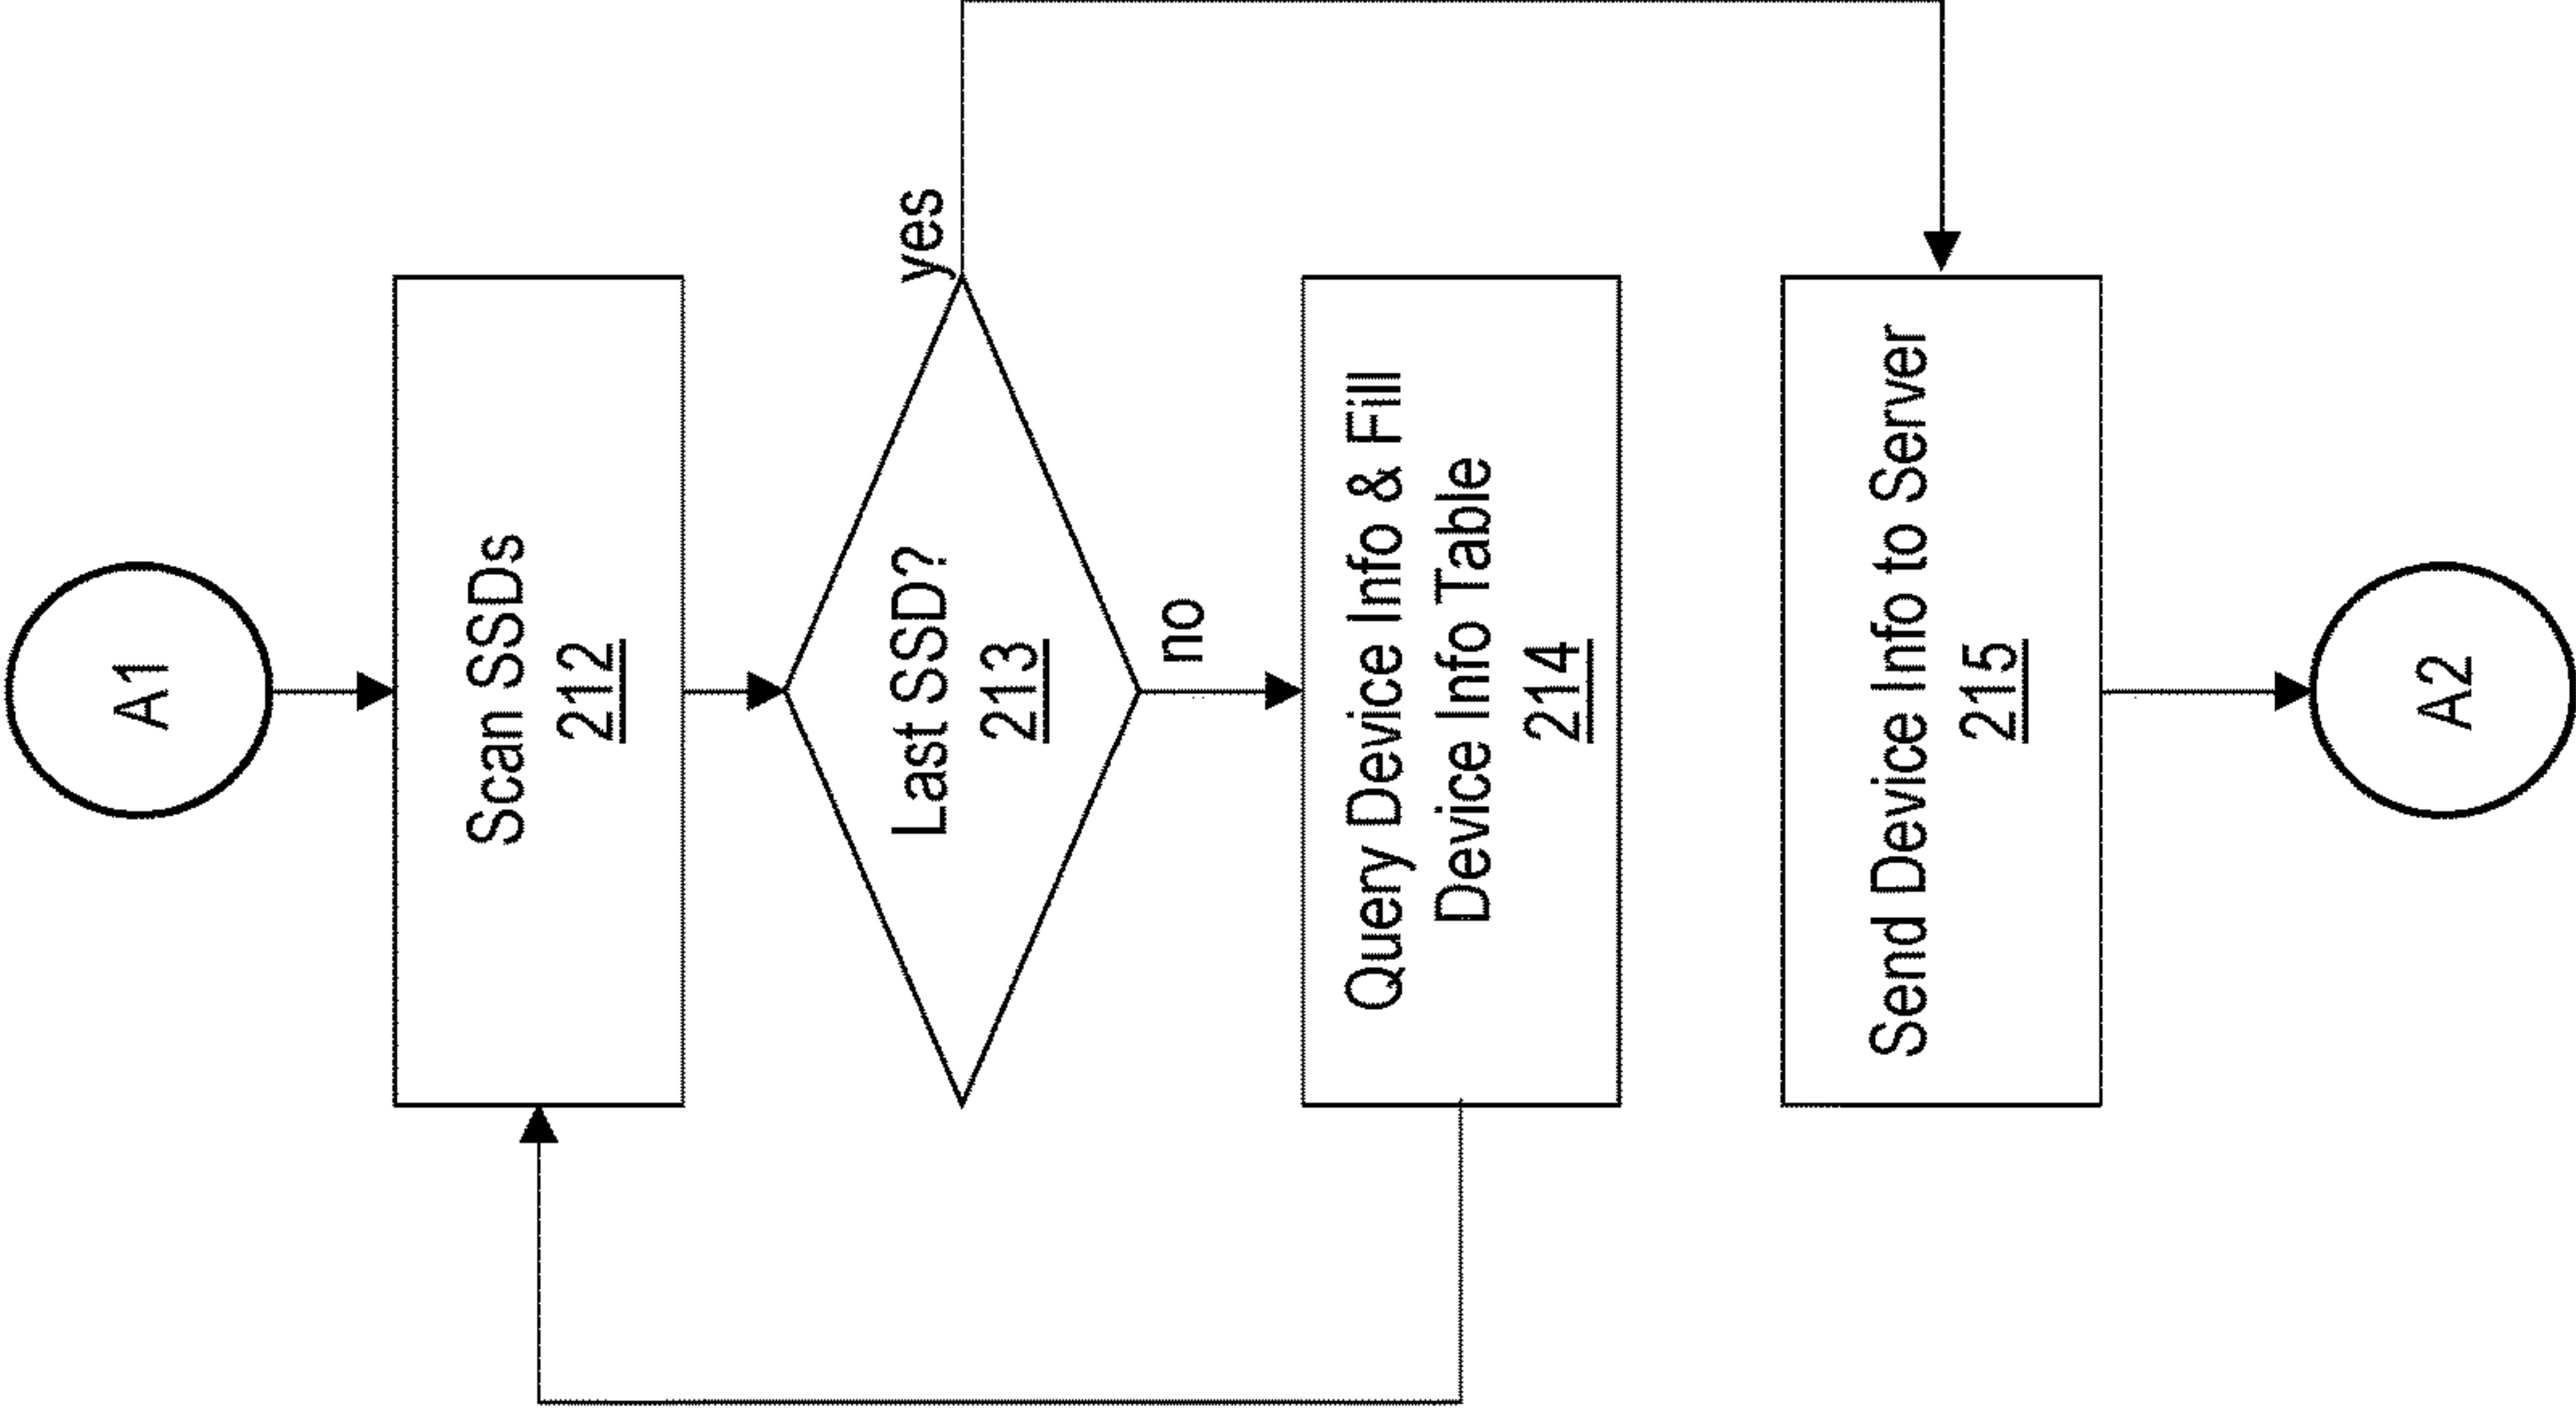 A1
Scan SSDs
212
Last SSD?
213
yes
no
Query Device Info & Fill
Device Info Table
214
Send Device Info to Server
215
A2